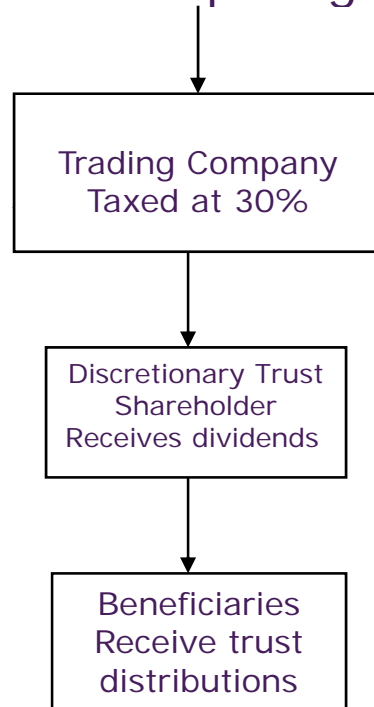 Trading Company
Taxed at 30%
Discretionary Trust
Shareholder
Receives dividends
Beneficiaries
Receive trust
distributions